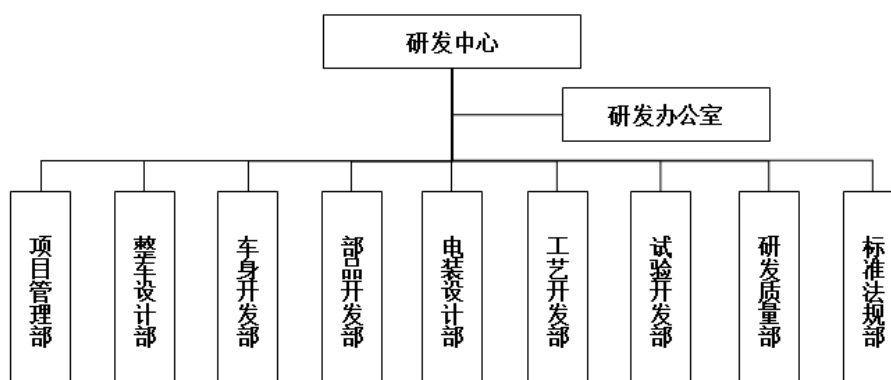 研发中心
研发办公室
项目管理部
整车设计部
车身开发部
部品开发部
电装设计部
工艺开发部
试验开发部
研发质量部
标准法规部